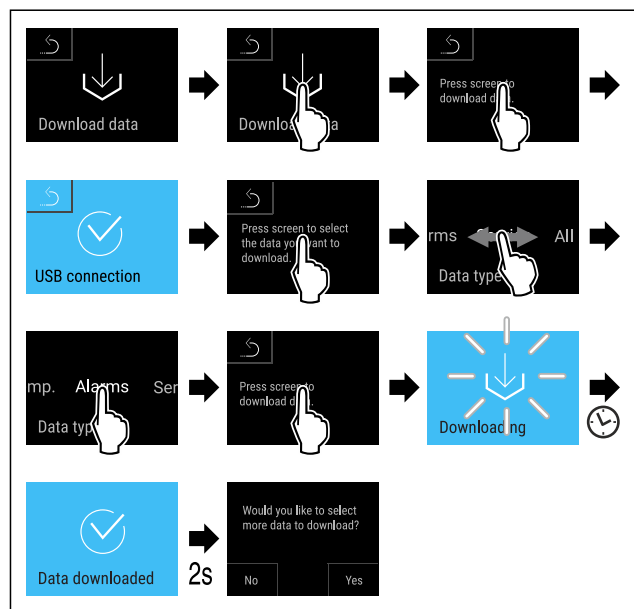 Download data
Downlo a
Press screen to
download d .
USB connection
Press screen to select
the data yo want to
download.
rms
All
Data type
mp. Alarms Ser
Data typ
Press screen to
download d .
Downloading
Data downloaded
2s
Would you like to select
more data to download?
No
Yes